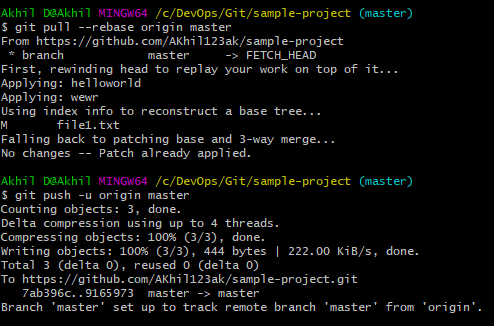 Akhil D@Akhil MINGW64 /c/DevOps/Git/sample-project (master)
$ git pull --rebase origin master
From https://github.com/AKhil123ak/sample-project
 * branch            master     -> FETCH_HEAD
First, rewinding head to replay your work on top of it...
Applying: helloworld
Applying: wewr
Using index info to reconstruct a base tree...
M       file1.txt
Falling back to patching base and 3-way merge...
No changes -- Patch already applied.
Akhil D@Akhil MINGW64 /c/DevOps/Git/sample-project (master)
$ git push -u origin master
Counting objects: 3, done.
Delta compression using up to 4 threads.
Compressing objects: 100% (3/3), done.
Writing objects: 100% (3/3), 444 bytes | 222.00 KiB/s, done.
Total 3 (delta 0), reused 0 (delta 0)
To https://github.com/AKhil123ak/sample-project.git
   7ab396c..9165973  master -> master
Branch 'master' set up to track remote branch 'master' from 'origin'.